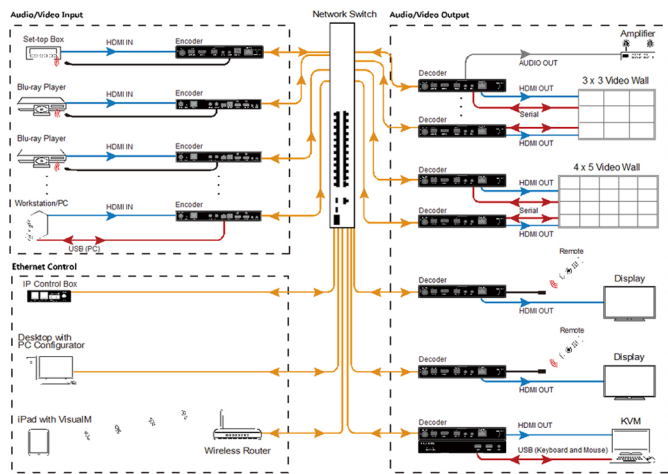 Audio/Video Input
Network Switch
Audio/Video Output
Set-top Box
HDMI IN
Encoder
Blu-ray Player
HDMI IN
Encoder
Blu-ray Player
HDMI IN
Encoder
Workstation/PC
HDMI IN
Encoder
USB (PC)
Amplifier
AUDIO OUT
Decoder
HDMI OUT
3 x 3 Video Wall
Serial
Decoder
HDMI OUT
Decoder
HDMI OUT
4 x 5 Video Wall
Serial
Decoder
HDMI OUT
Ethernet Control
IP Control Box
Desktop with
PC Configurator
iPad with VisualM
Wireless Router
Remote
Decoder
Display
HDMI OUT
Remote
Decoder
Display
HDMI OUT
Decoder
HDMI OUT
KVM
USB (Keyboard and Mouse)